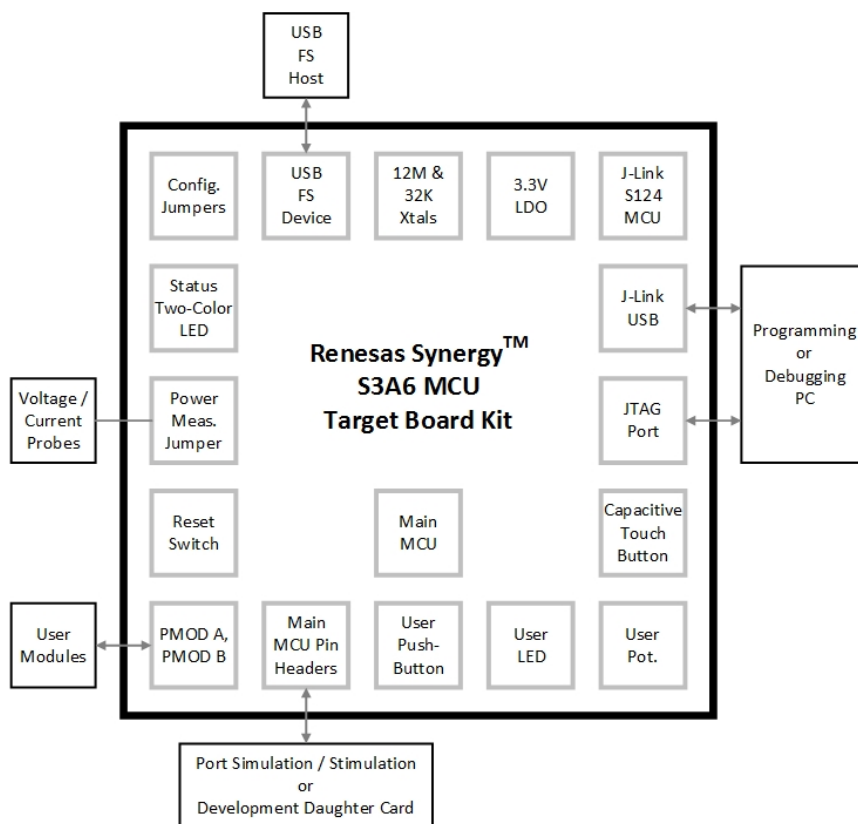 USB
FS
Host
Config.
Jumpers
USB
FS
Device
12M &
32K
Xtals
3.3V
LDO
J-Link
S124
MCU
Status
Two-Color
LED
J-Link
USB
Renesas Synergy™
S3A6 MCU
Target Board Kit
Programming
or
Debugging
PC
Voltage /
Current
Probes
Power
Meas.
Jumper
JTAG
Port
Reset
Switch
Main
MCU
Capacitive
Touch
Button
User
Modules
PMOD A,
PMOD B
Main
MCU Pin
Headers
User
Push-
Button
User
LED
User
Pot.
Port Simulation / Stimulation
or
Development Daughter Card